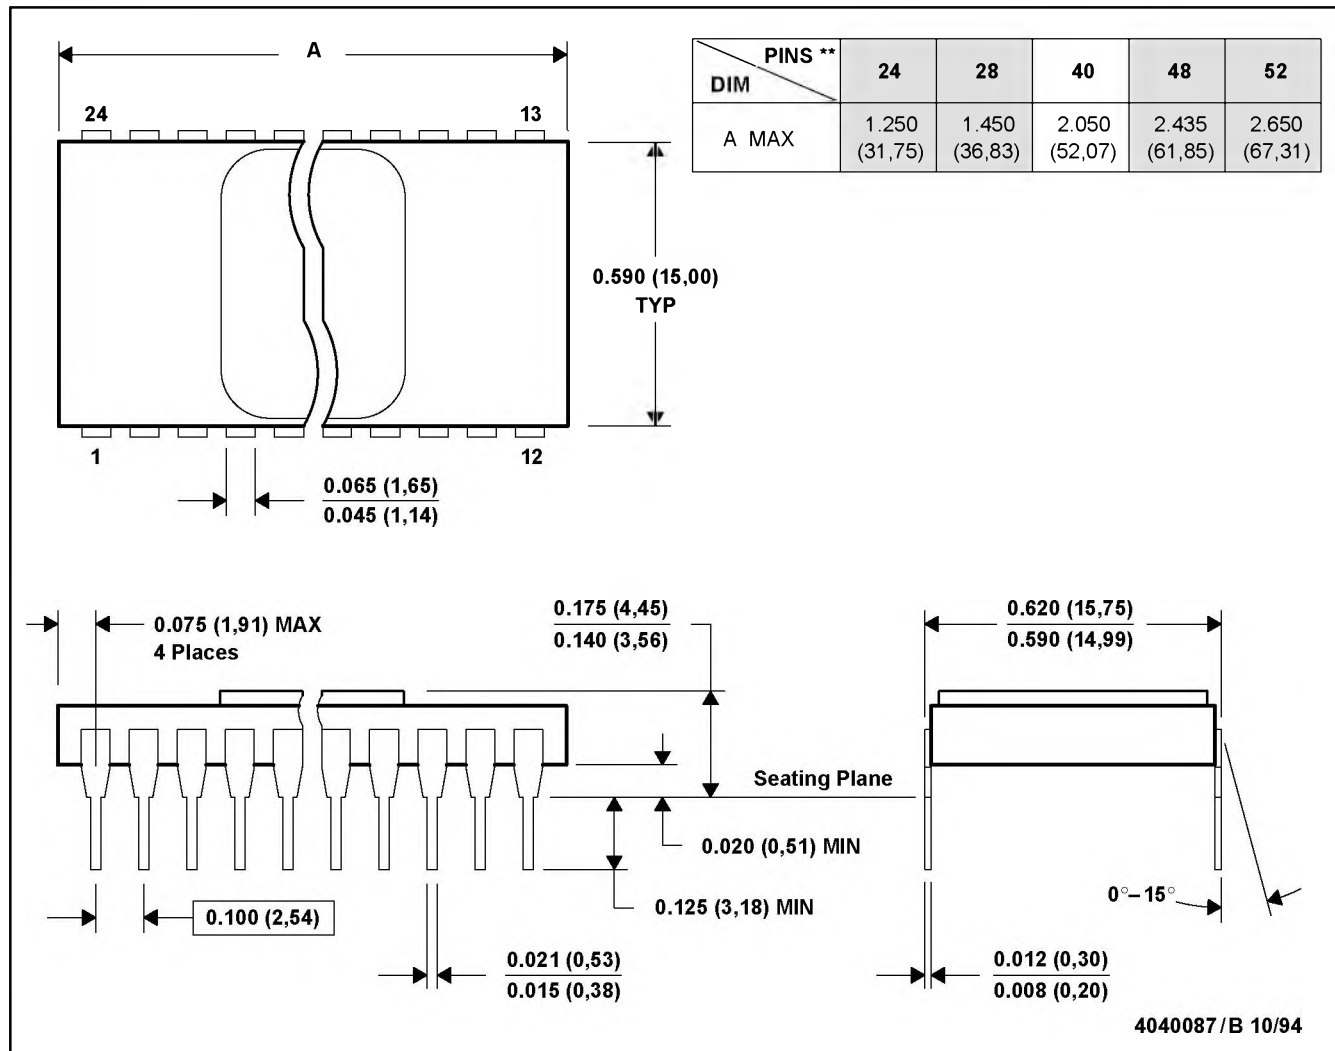 A
PINS **
DIM
24
28
40
48
52
A MAX
1.250
(31,75)
1.450
(36,83)
2.050
(52,07)
2.435
(61,85)
2.650
(67,31)
24
13
0.590 (15,00)
TYP
1
12
0.065 (1,65)
0.045 (1,14)
0.075 (1,91) MAX
4 Places
0.175 (4,45)
0.140 (3,56)
0.620 (15,75)
0.590 (14,99)
Seating Plane
0.020 (0,51) MIN
0.125 (3,18) MIN
0.100 (2,54)
0°–15°
0.021 (0,53)
0.015 (0,38)
0.012 (0,30)
0.008 (0,20)
4040087/B 10/94